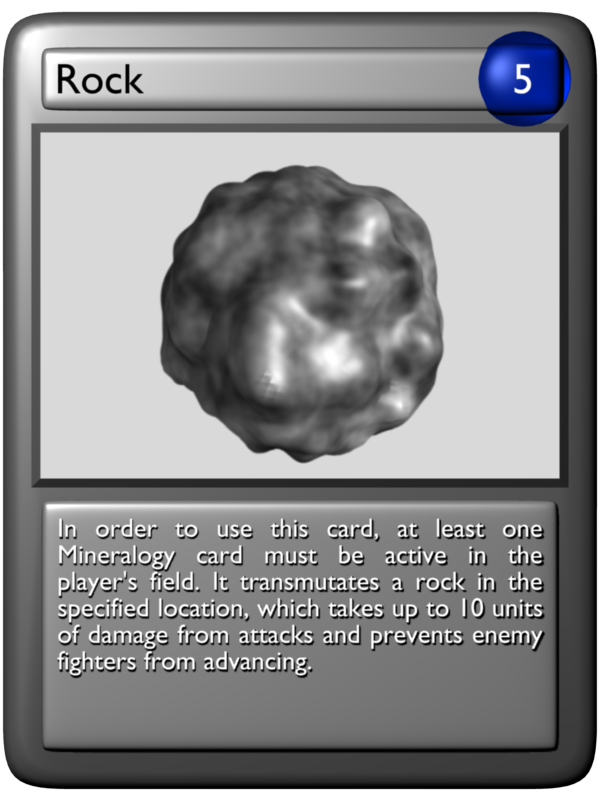 Rock
5
In order to use this card, at least one
Mineralogy card must be active in the
player's field. It transmutates a rock in the
specified location, which takes up to 10 units
of damage from attacks and prevents enemy
fighters from advancing.